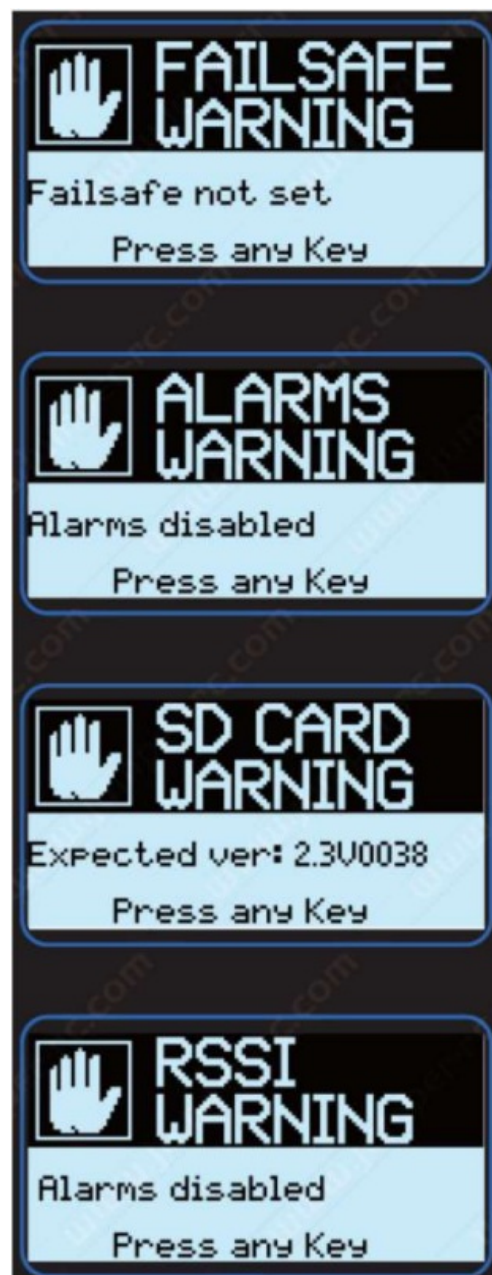 FAILSAFE
WARNING
Failsafe not set
Press any Key
ALARMS
WARNING
Alarms disabled
Press any Key
SD CARD
WARNING
Expected ver: 2.3V0038
Press any Key
RSSI
WARNING
Alarms disabled
Press any Key